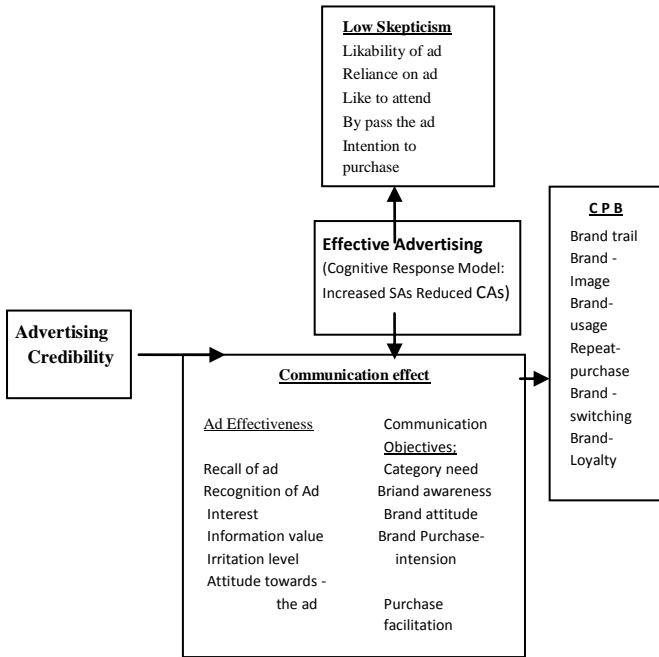 Low Skepticism
Likability of ad
Reliance on ad
Like to attend
By pass the ad
Intention to
purchase
Effective Advertising
(Cognitive Response Model:
Increased SAs Reduced CAs)
C P B
Brand trail
Brand -
Image
Brand-
usage
Repeat-
purchase
Brand -
switching
Brand-
Loyalty
Advertising
Credibility
Communication effect
Ad Effeetiveness
Recall of ad
Recognition of Ad
Interest
Information value
Irritation level
Attitude towards -
the ad
Communication
Objectives;
Category need
Briand awareness
Brand attitude
Brand Purchase-
intension
Purchase
facilitation